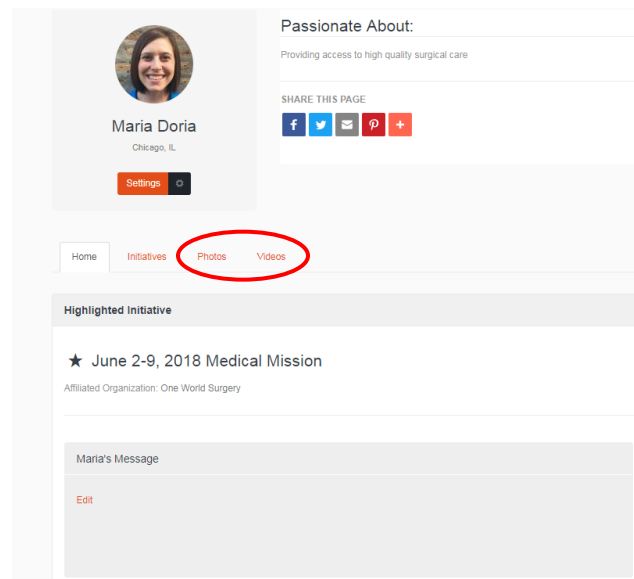 Passionate About:
Providing access to high quality surgical care
SHARE THIS PAGE
Maria Doria
Chicago, IL
Settings
Home Initiatives Photos Videos
Highlighted Initiative
★ June 2-9, 2018 Medical Mission
Affiliated Organization: One World Surgery
Maria's Message
Edit